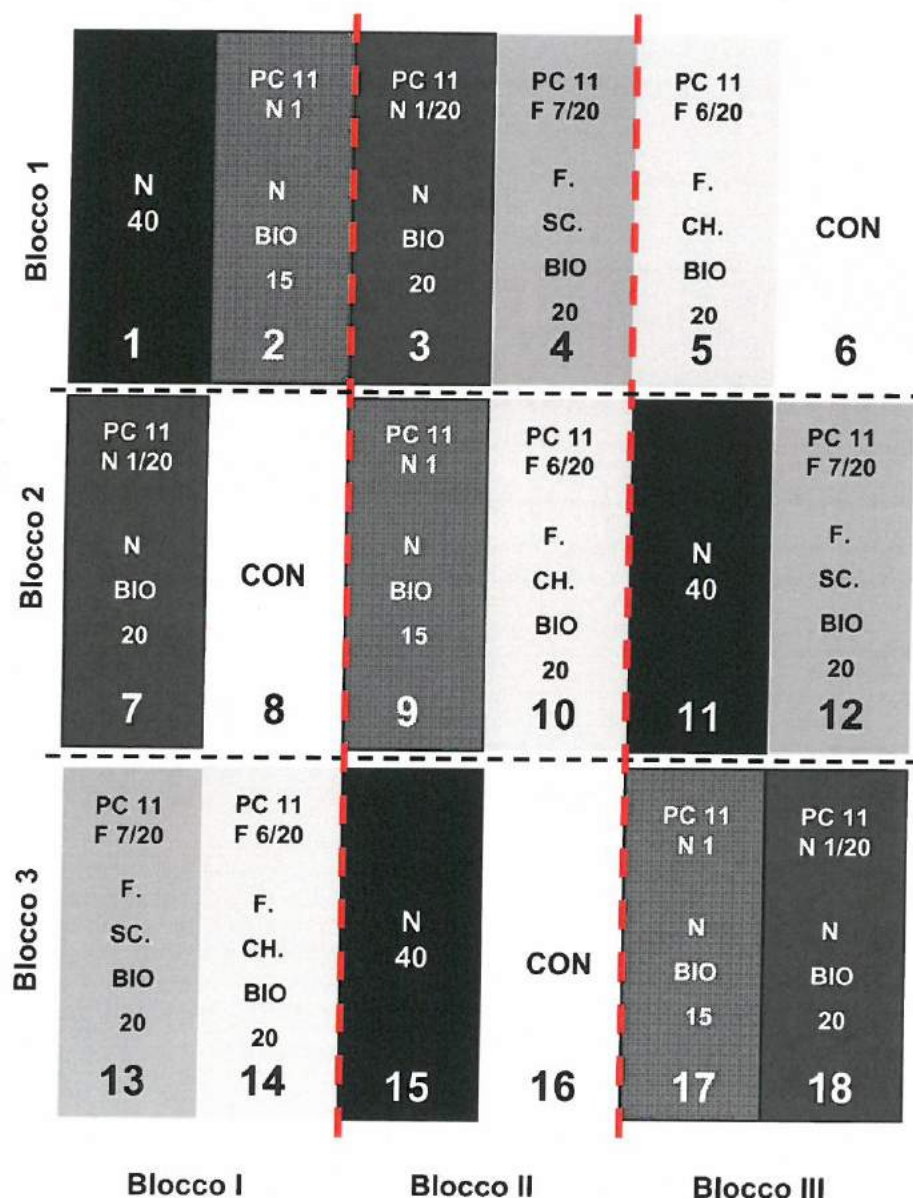 Blocco 1
N
40
1
PC 11
N 1
N
BIO
15
2
PC 11
N 1/20
N
BIO
20
3
PC 11
F 7/20
F.
SC.
BIO
20
4
PC 11
F 6/20
F.
CH.
BIO
20
5
CON
6
Blocco 2
PC 11
N 1/20
N
BIO
20
7
CON
8
PC 11
N 1
N
BIO
15
9
PC 11
F 6/20
F.
CH.
BIO
20
10
N
40
11
PC 11
F 7/20
F.
SC.
BIO
20
12
Blocco 3
PC 11
F 7/20
F.
SC.
BIO
20
13
PC 11
F 6/20
F.
CH.
BIO
20
14
N
40
15
CON
16
PC 11
N 1
N
BIO
15
17
PC 11
N 1/20
N
BIO
20
18
Blocco I
Blocco II
Blocco III